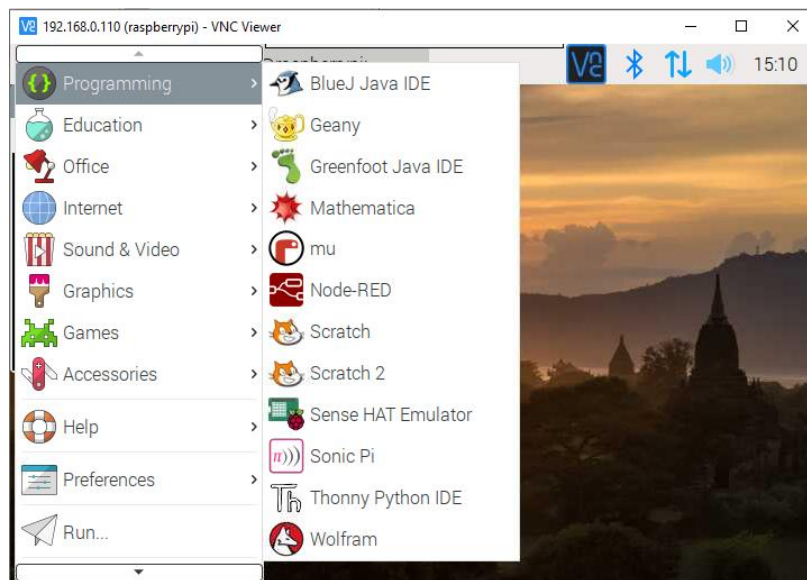 192.168.0.110 (raspberrypi) - VNC Viewer
15:10
Programming
Education
Office
Internet
Sound & Video
Graphics
Games
Accessories
Help
Preferences
Run...
BlueJ Java IDE
Geany
Greenfoot Java IDE
Mathematica
mu
Node-RED
Scratch
Scratch 2
Sense HAT Emulator
Sonic Pi
Thonny Python IDE
Wolfram